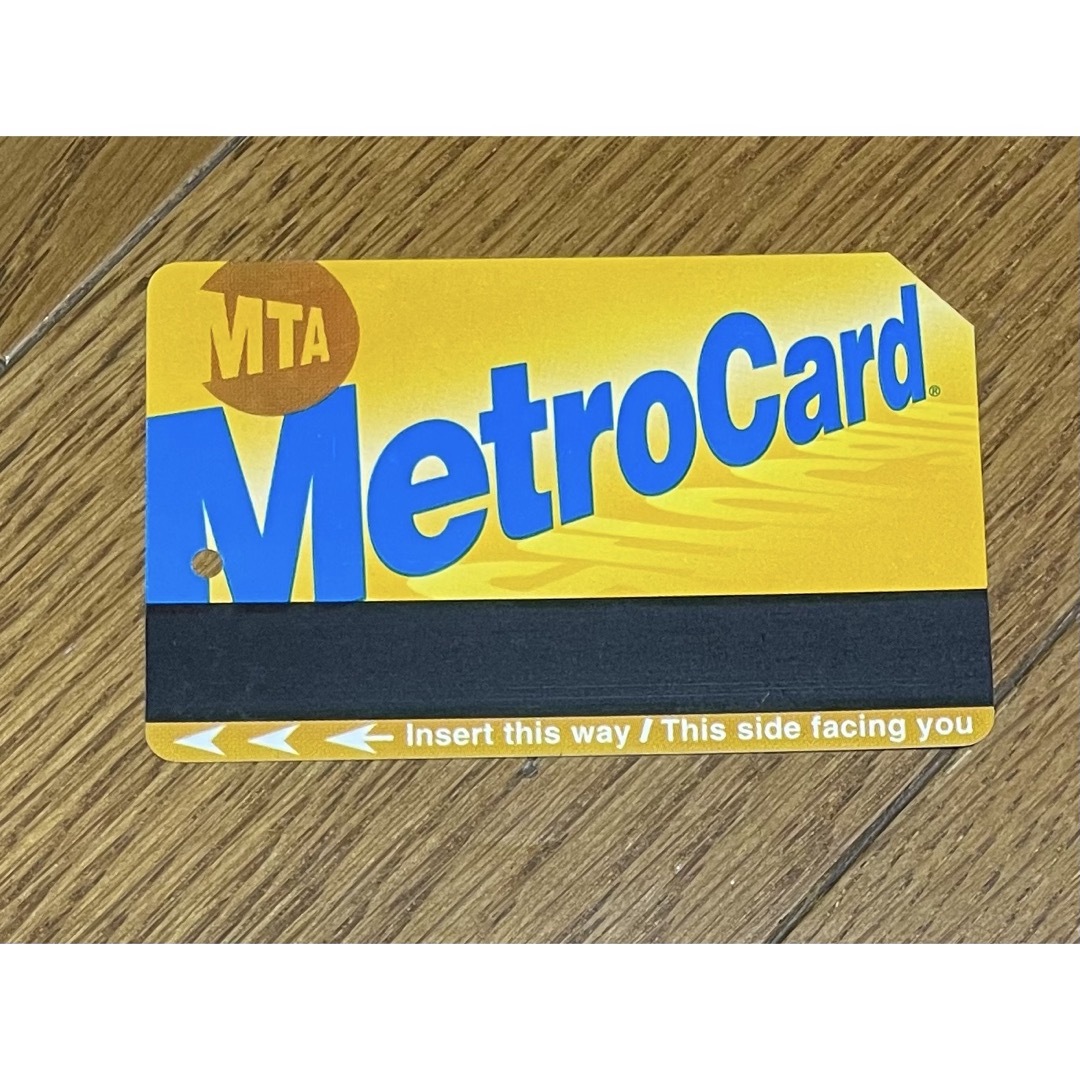 MTA
MetroCard®
Insert this way / This side facing you